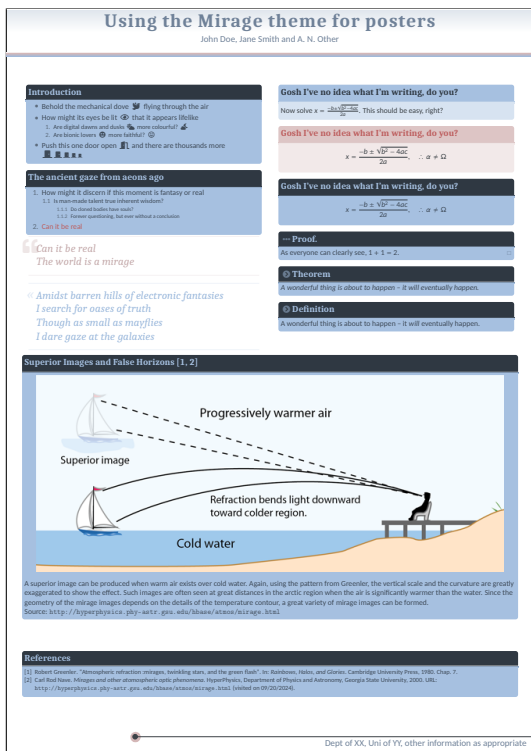 Using the Mirage theme for posters
John Doe, Jane Smith and A. N. Other
Introduction
Behold the mechanical dove flying through the air
How might its eyes be lit that it appears lifelike
1. Are digital dawns and dusks more colourful?
2. Are bionic lovers more faithful?
Push this one door open and there are thousands more
The ancient gaze from aeons ago
1. How might it discern if this moment is fantasy or real
1.1 Is man-made talent true inherent wisdom?
1.1.1 Do cloned bodies have souls?
1.1.2 Forever questioning, but ever without a conclusion
2. Can it be real
Can it be real
The world is a mirage
Amidst barren hills of electronic fantasies
I search for oases of truth
Though as small as mayflies
I dare gaze at the galaxies
Gosh I've no idea what I'm writing, do you?
Now solve x = −b±√b²−4ac / 2a. This should be easy, right?
Gosh I've no idea what I'm writing, do you?
x = −b ± √b² − 4ac / 2a, ∴ α ≠ Ω
Gosh I've no idea what I'm writing, do you?
x = −b ± √b² − 4ac / 2a, ∴ α ≠ Ω
Proof.
As everyone can clearly see, 1 + 1 = 2.
Theorem
A wonderful thing is about to happen – it will eventually happen.
Definition
A wonderful thing is about to happen – it will eventually happen.
Superior Images and False Horizons [1, 2]
Progressively warmer air
Superior image
Refraction bends light downward
toward colder region.
Cold water
A superior image can be produced when warm air exists over cold water. Again, using the pattern from Greenler, the vertical scale and the curvature are greatly
exaggerated to show the effect. Such images are often seen at great distances in the arctic region when the air is significantly warmer than the water. Since the
geometry of the mirage images depends on the details of the temperature contour, a great variety of mirage images can be formed.
Source: http://hyperphysics.phy-astr.gsu.edu/hbase/atmos/mirage.html
References
[1] Robert Greenler. "Atmospheric refraction :mirages, twinkling stars, and the green flash". In: Rainbows, Halos, and Glories. Cambridge University Press, 1980. Chap. 7.
[2] Carl Rod Nave. Mirages and other atmospheric optic phenomena. HyperPhysics, Department of Physics and Astronomy, Georgia State University, 2000. URL:
http://hyperphysics.phy-astr.gsu.edu/hbase/atmos/mirage.html (visited on 09/20/2024).
Dept of XX, Uni of YY, other information as appropriate